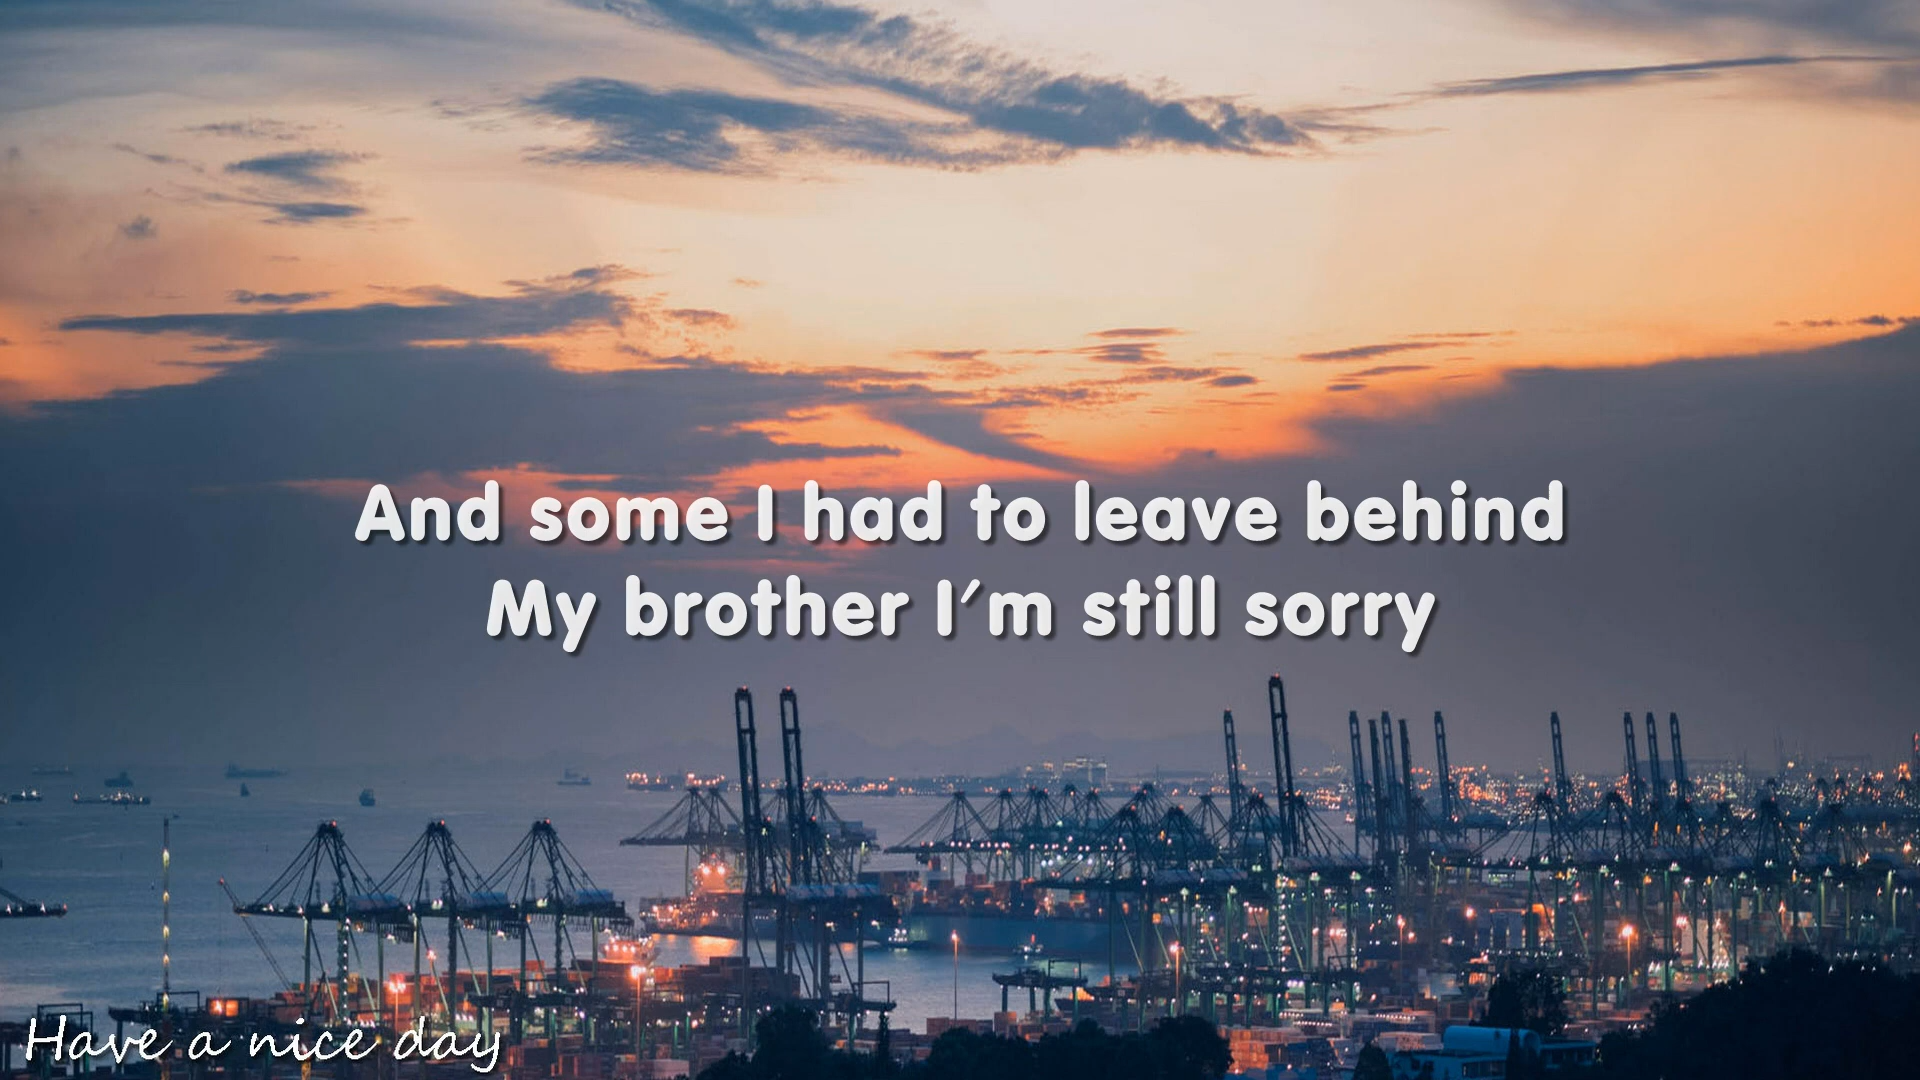 And some I had to leave behind
My brother I'm still sorry
Have a nice day